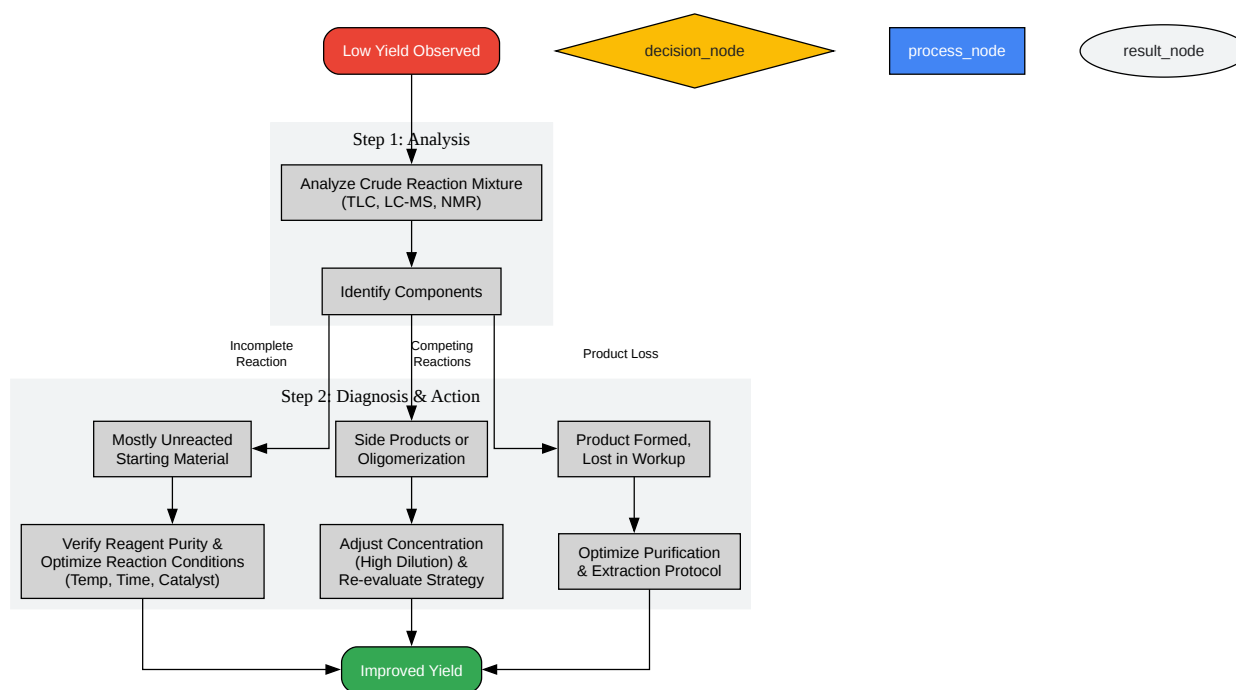 Low Yield Observed
decision_node
process_node
result_node
Step 1: Analysis
Analyze Crude Reaction Mixture
(TLC, LC-MS, NMR)
Identify Components
Incomplete
Reaction
Competing
Reactions
Product Loss
Step 2: Diagnosis & Action
Mostly Unreacted
Starting Material
Side Products or
Oligomerization
Product Formed,
Lost in Workup
Verify Reagent Purity &
Optimize Reaction Conditions
(Temp, Time, Catalyst)
Adjust Concentration
(High Dilution) &
Re-evaluate Strategy
Optimize Purification
& Extraction Protocol
Improved Yield